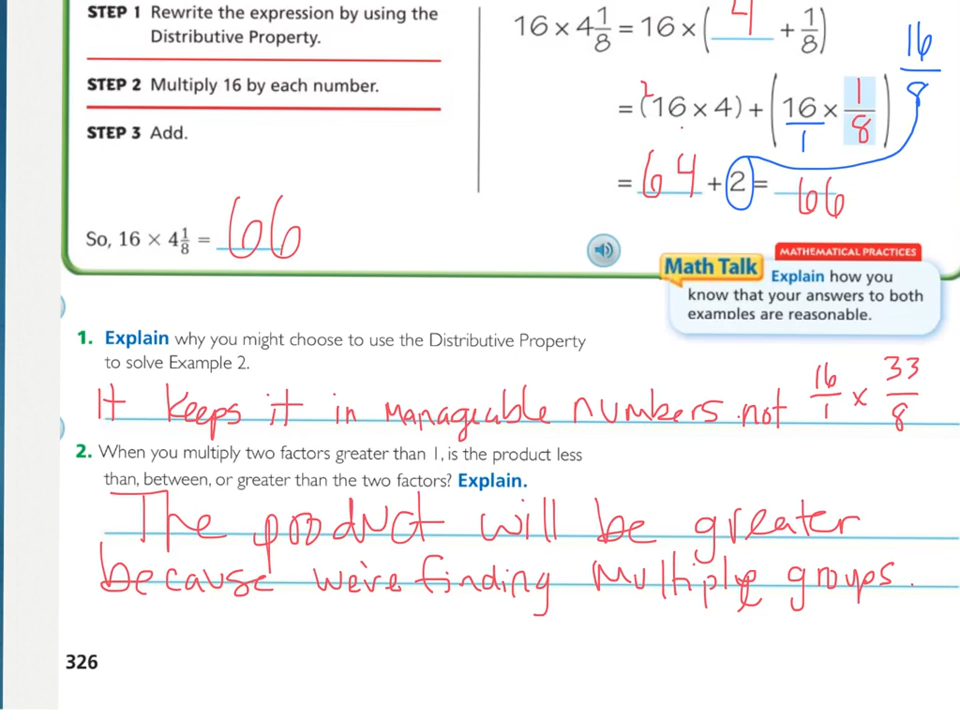 STEP 1 Rewrite the expression by using the
Distributive Property.
STEP 2 Multiply 16 by each number.
STEP 3 Add.
So, 16 × 4 1/8 = 66
16 × 4 1/8 = 16 × ( 4 + 1/8)
= (16 × 4) + (16/1 × 1/8) 16/8
= 64 + 2 = 66
MATHEMATICAL PRACTICES
Math Talk Explain how you
know that your answers to both
examples are reasonable.
1. Explain why you might choose to use the Distributive Property
to solve Example 2.
It keeps it in manageable numbers not 16/1 × 33/8
2. When you multiply two factors greater than 1, is the product less
than, between, or greater than the two factors? Explain.
The product will be greater
because we're finding multiple groups.
326